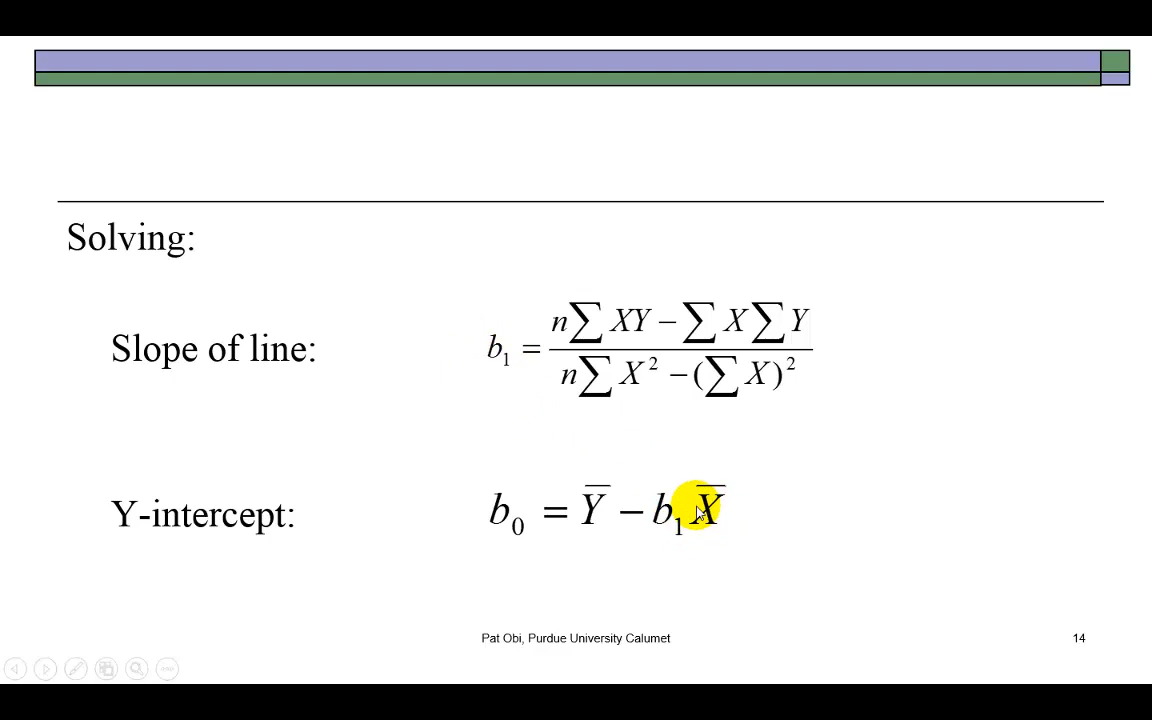 Solving:
Slope of line: b₁ = (n∑XY − ∑X∑Y) / (n∑X² − (∑X)²)
Y-intercept: b₀ = Y̅ − b₁X̅
Pat Obi, Purdue University Calumet 14